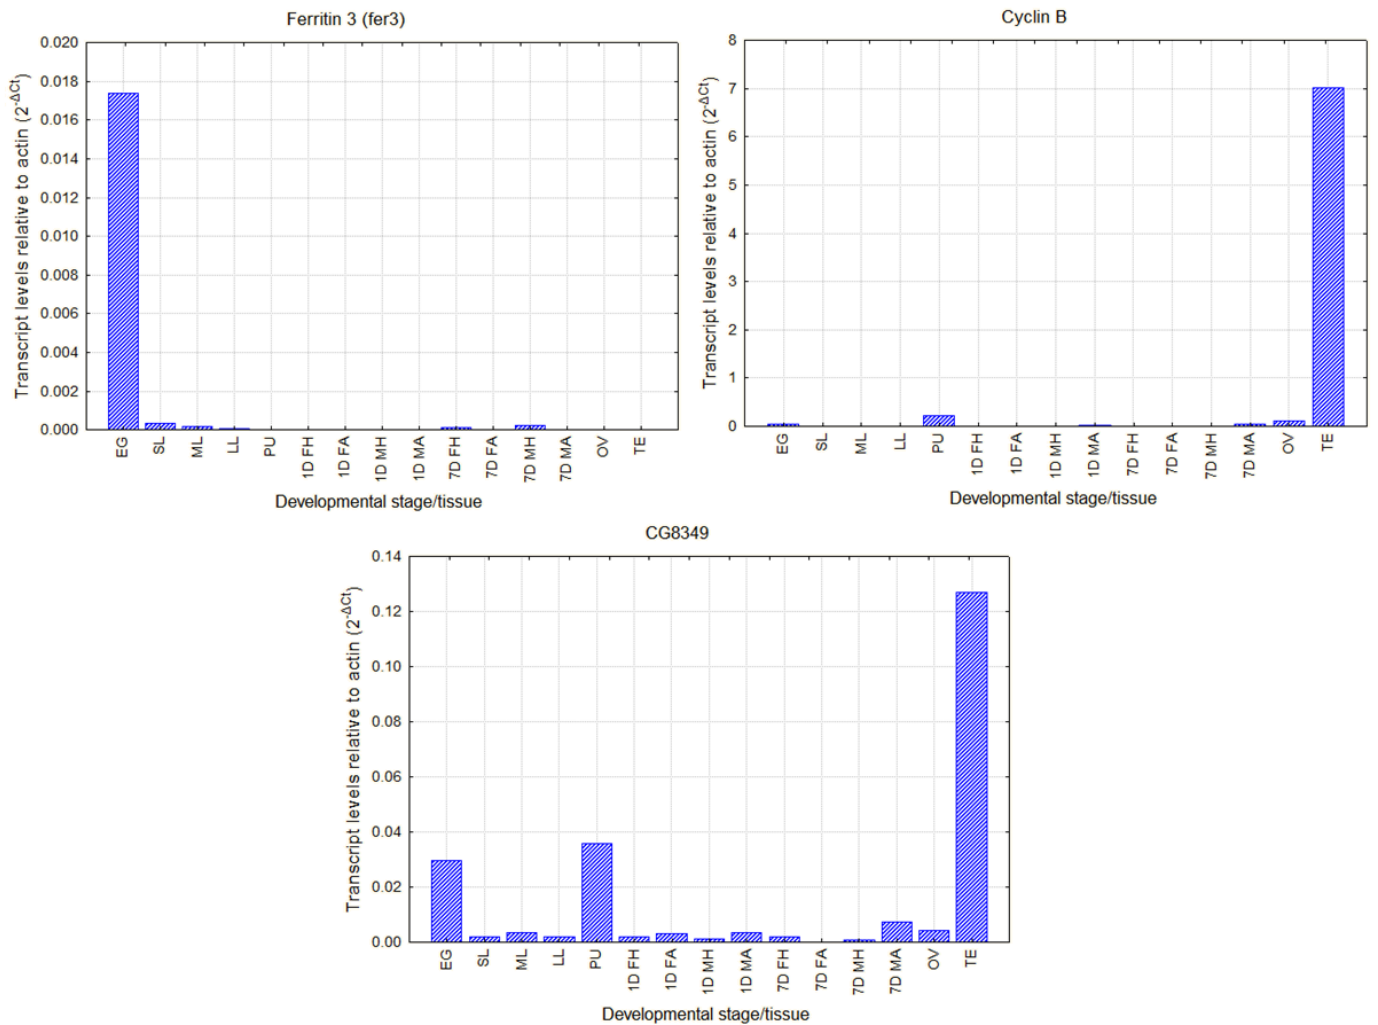 Ferritin 3 (fer3)
Transcript levels relative to actin (2^-ΔCt)
0.020
0.018
0.016
0.014
0.012
0.010
0.008
0.006
0.004
0.002
0.000
EG SL ML LL PU 1D FH 1D FA 1D MH 1D MA 7D FH 7D FA 7D MH 7D MA OV TE
Developmental stage/tissue
Cyclin B
Transcript levels relative to actin (2^-ΔCt)
8
7
6
5
4
3
2
1
0
EG SL ML LL PU 1D FH 1D FA 1D MH 1D MA 7D FH 7D FA 7D MH 7D MA OV TE
Developmental stage/tissue
CG8349
Transcript levels relative to actin (2^-ΔCt)
0.14
0.12
0.10
0.08
0.06
0.04
0.02
0.00
EG SL ML LL PU 1D FH 1D FA 1D MH 1D MA 7D FH 7D FA 7D MH 7D MA OV TE
Developmental stage/tissue